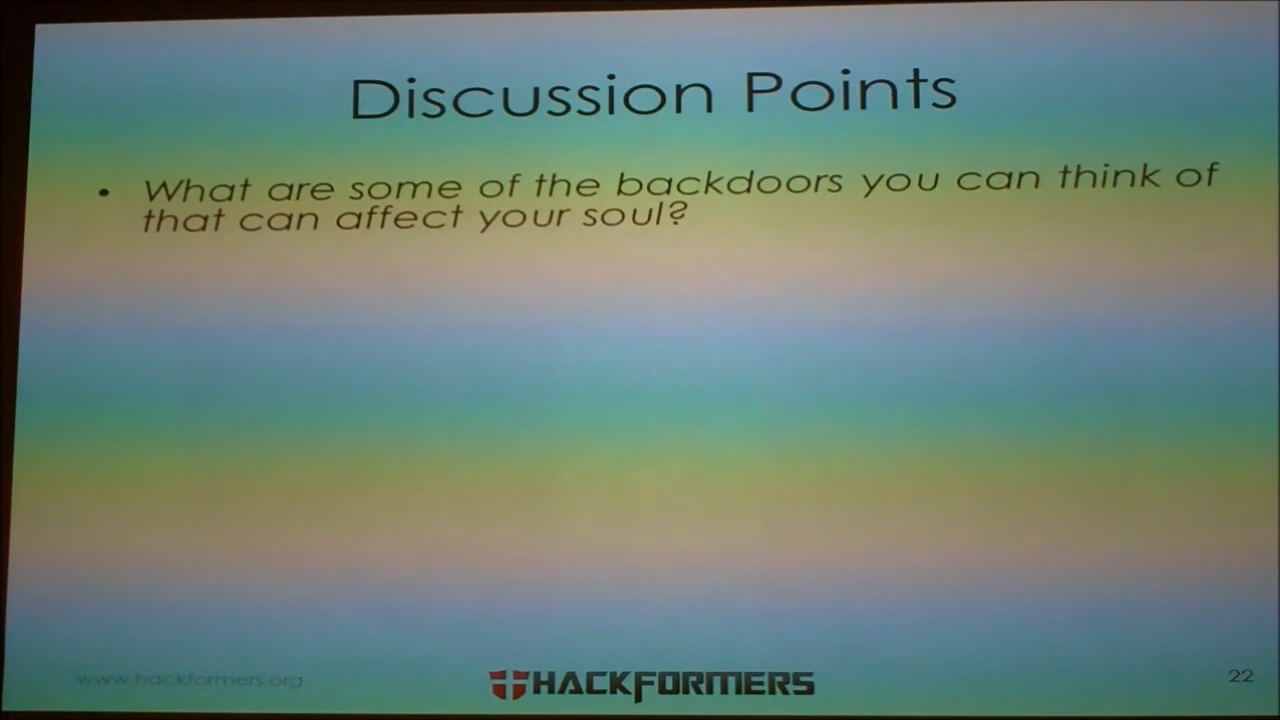 Discussion Points
• What are some of the backdoors you can think of
that can affect your soul?
www.hackformers.org
HACKFORMERS
22